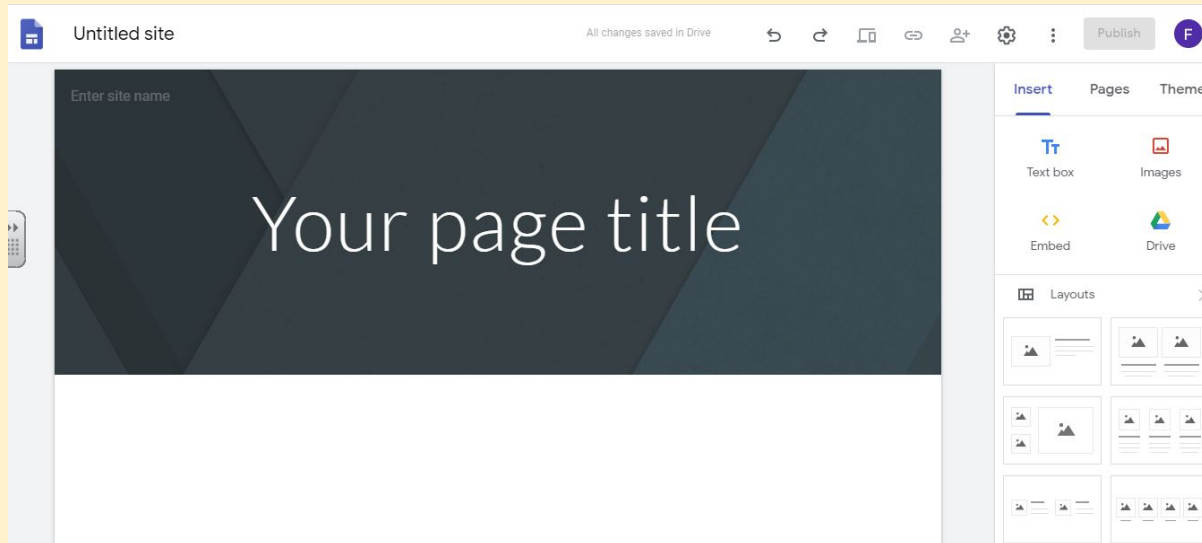 Untitled site
All changes saved in Drive
Publish
F
Enter site name
Your page title
Insert Pages Theme
Text box Images
Embed Drive
Layouts